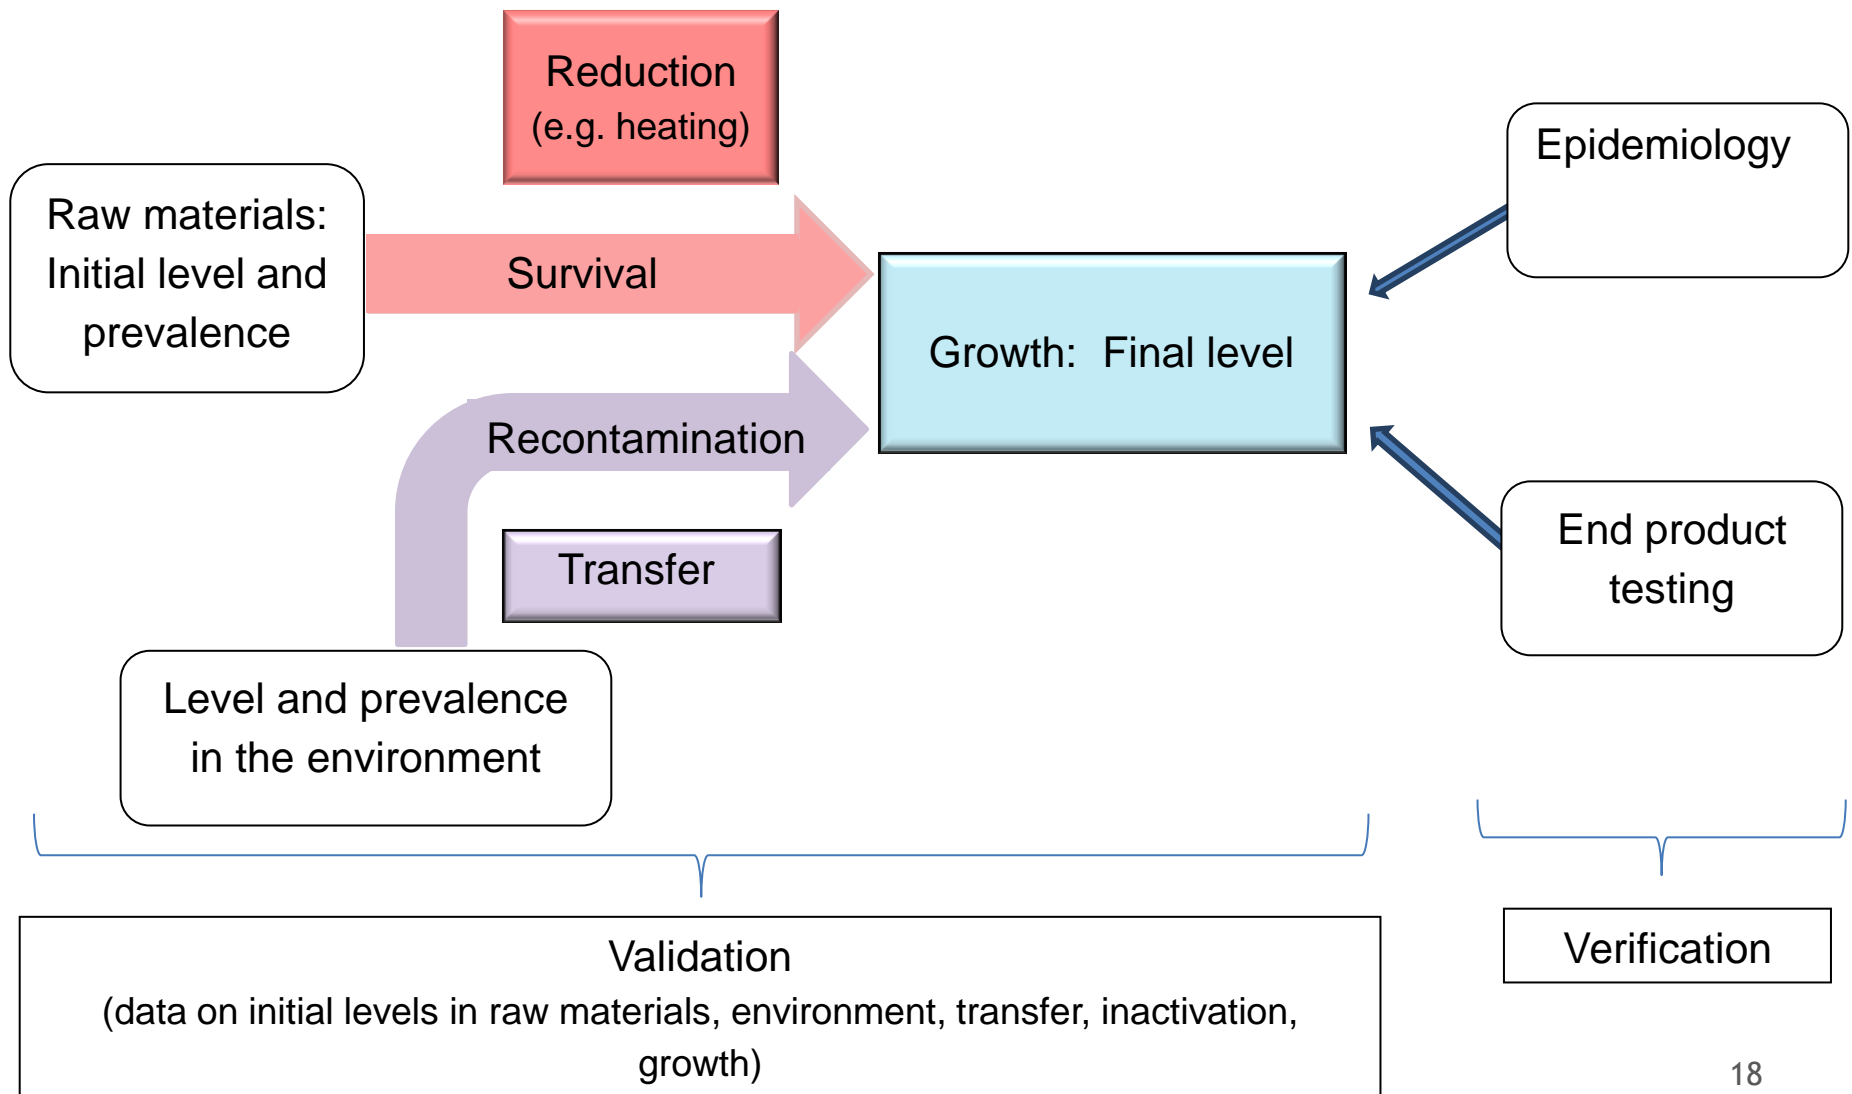 Reduction
(e.g. heating)
Epidemiology
Raw materials:
Initial level and
prevalence
Survival
Growth: Final level
Recontamination
Transfer
End product
testing
Level and prevalence
in the environment
Validation
(data on initial levels in raw materials, environment, transfer, inactivation,
growth)
Verification
18